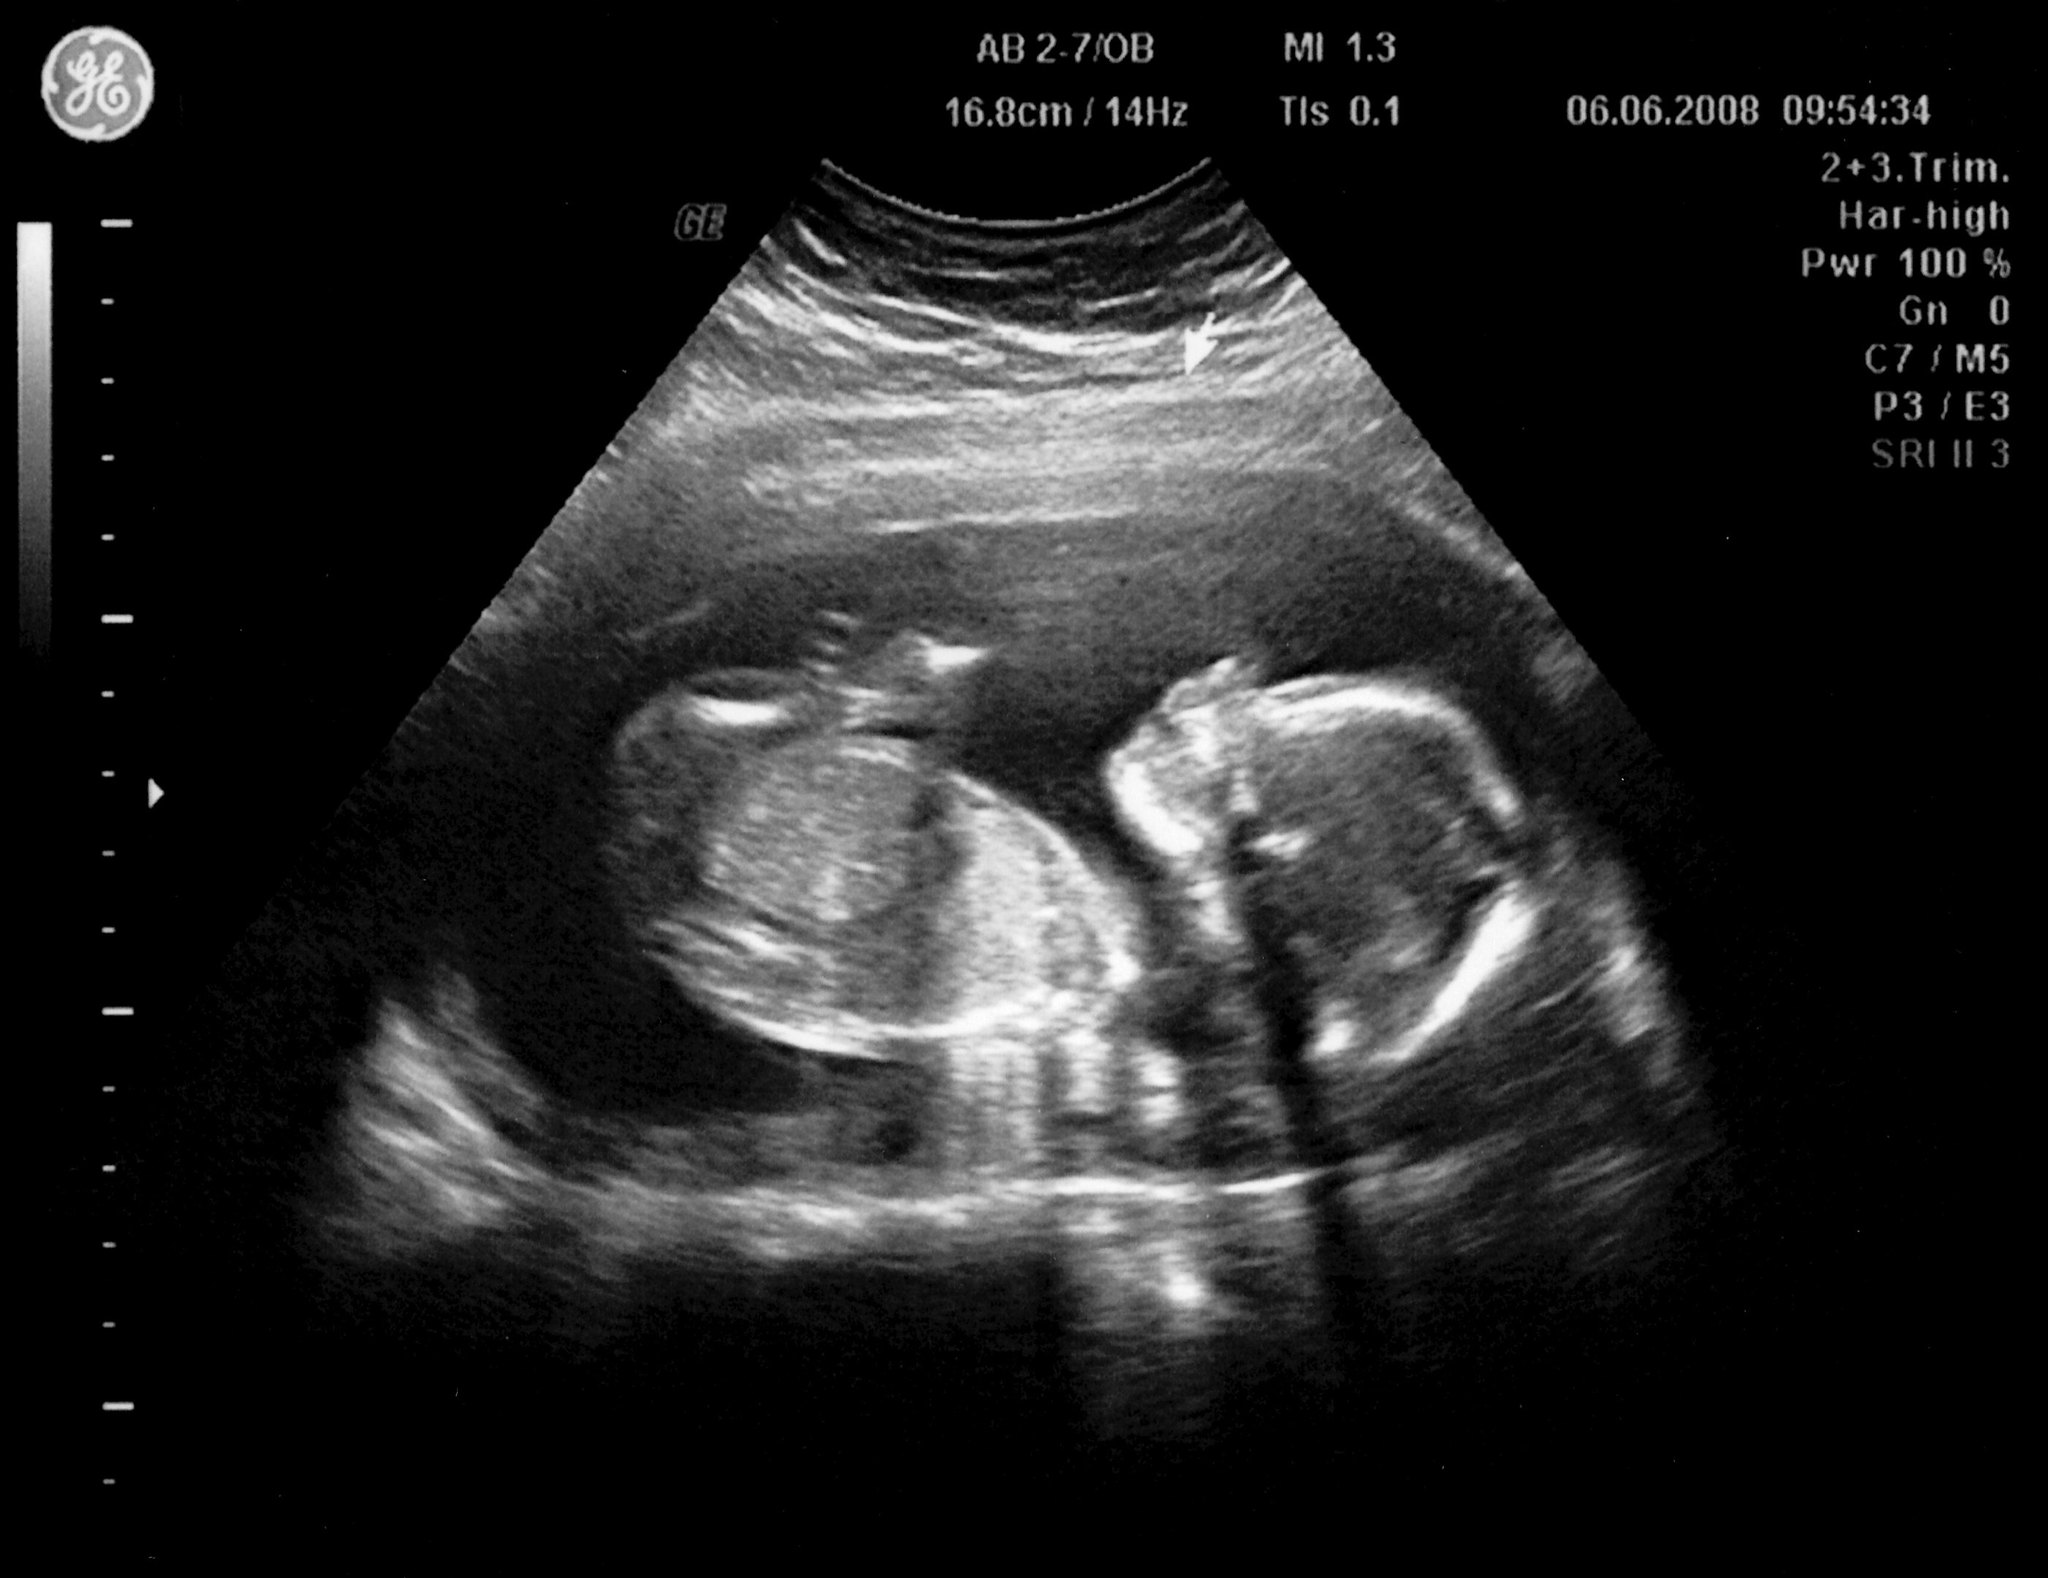 GE
AB 2-7/OB MI 1.3
16.8cm / 14Hz TIs 0.1 06.06.2008 09:54:34
2+3.Trim.
Har-high
Pwr 100 %
Gn 0
C7 / M5
P3 / E3
SRI II 3
GE